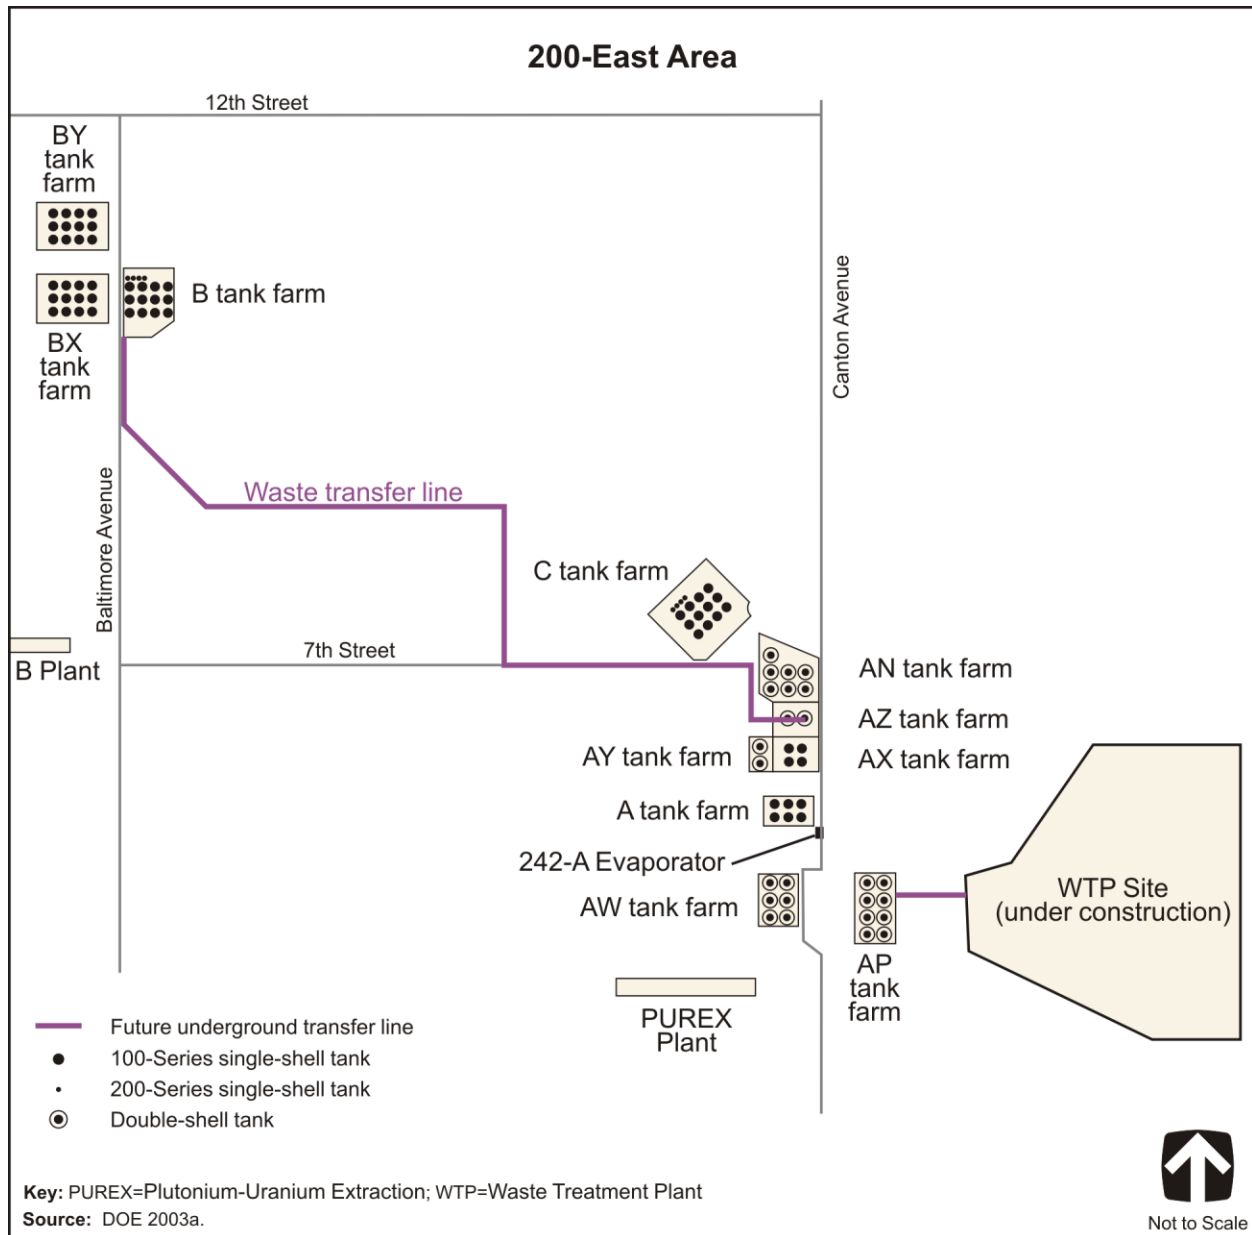 200-East Area
12th Street
BY
tank
farm
B tank farm
BX
tank
farm
Canton Avenue
Baltimore Avenue
Waste transfer line
C tank farm
7th Street
B Plant
AN tank farm
AZ tank farm
AY tank farm
AX tank farm
A tank farm
242-A Evaporator
AW tank farm
WTP Site
(under construction)
AP
tank
farm
PUREX
Plant
Future underground transfer line
100-Series single-shell tank
200-Series single-shell tank
Double-shell tank
Key: PUREX=Plutonium-Uranium Extraction; WTP=Waste Treatment Plant
Source: DOE 2003a.
Not to Scale